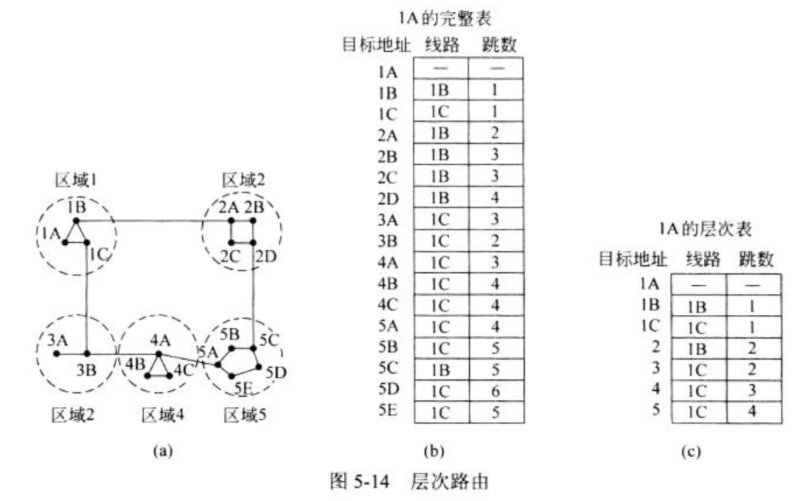 1A的完整表
目标地址 线路 跳数
1A — —
1B 1B 1
1C 1C 1
2A 1B 2
2B 1B 3
2C 1B 3
2D 1B 4
3A 1C 3
3B 1C 2
4A 1C 3
4B 1C 4
4C 1C 4
5A 1C 4
5B 1C 5
5C 1B 5
5D 1C 6
5E 1C 5
区域1 区域2
1B 2A 2B
1A 1C 2C 2D
1A的层次表
目标地址 线路 跳数
1A — —
1B 1B 1
1C 1C 1
2 1B 2
3 1C 2
4 1C 3
5 1C 4
3A 4A 5B 5C
3B 4B 4C 5A 5D
5E
区域2 区域4 区域5
(a) (b) (c)
图 5-14 层次路由